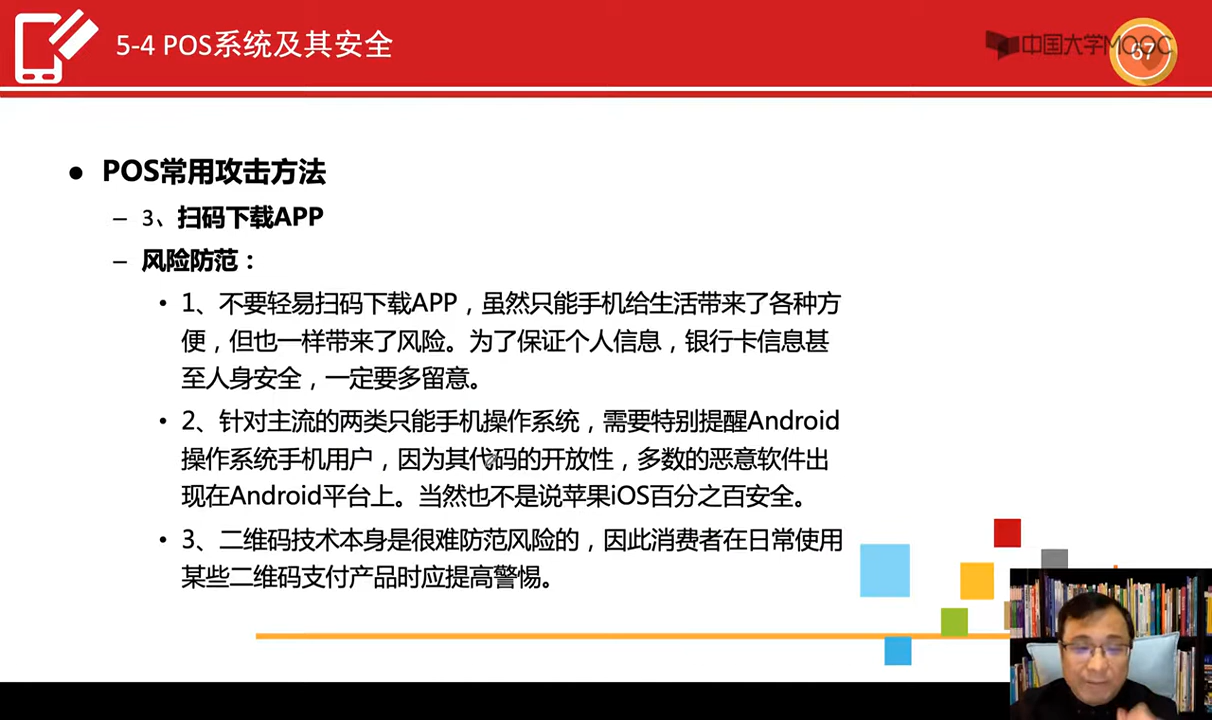 5-4 POS系统及其安全
中国大学MOOC
67
POS常用攻击方法
3、扫码下载APP
风险防范：
1、不要轻易扫码下载APP，虽然只能手机给生活带来了各种方
便，但也一样带来了风险。为了保证个人信息，银行卡信息甚
至人身安全，一定要多留意。
2、针对主流的两类只能手机操作系统，需要特别提醒Android
操作系统手机用户，因为其代码的开放性，多数的恶意软件出
现在Android平台上。当然也不是说苹果iOS百分之百安全。
3、二维码技术本身是很难防范风险的，因此消费者在日常使用
某些二维码支付产品时应提高警惕。